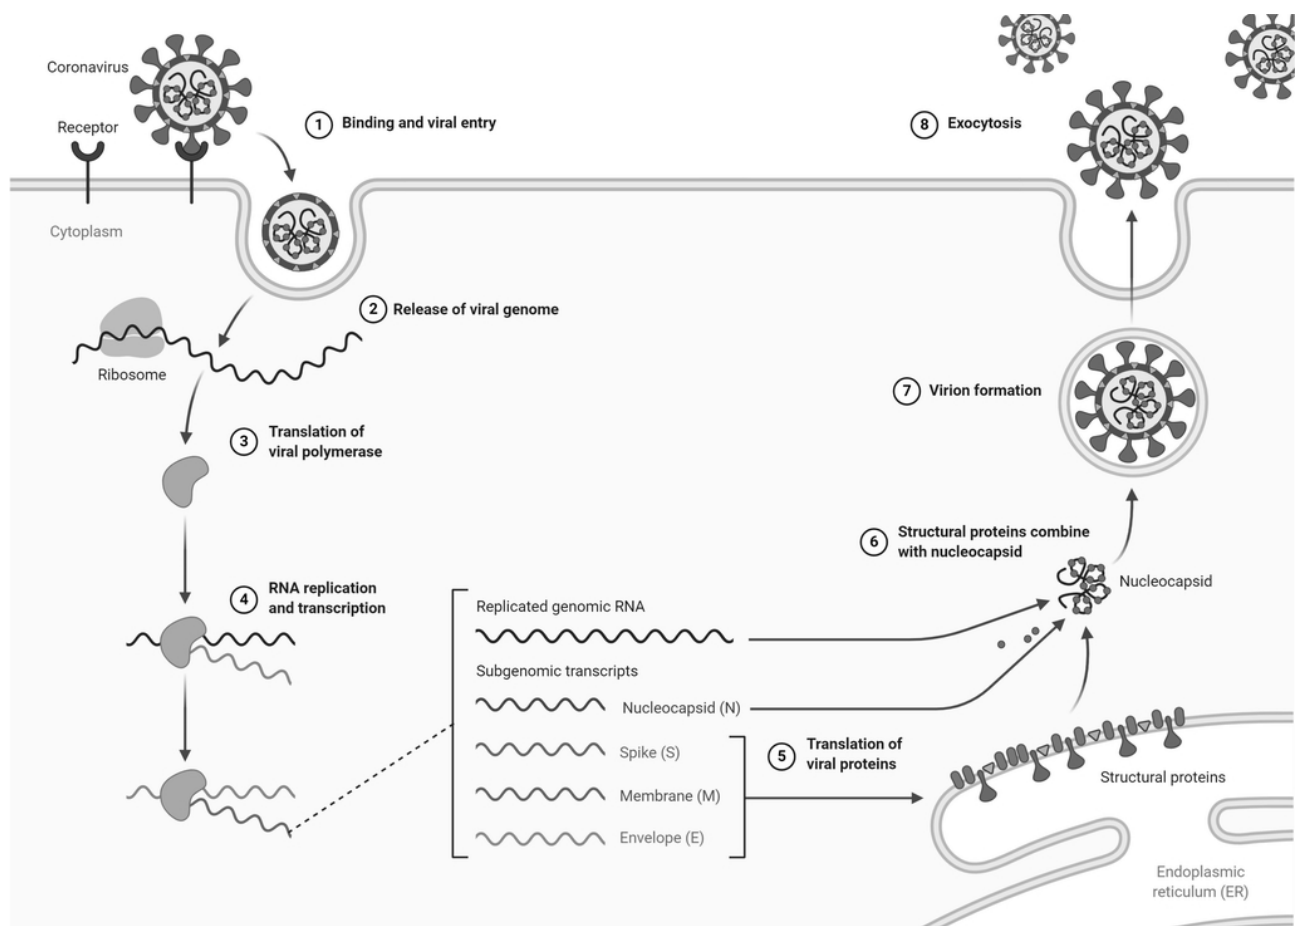 Coronavirus
Receptor
Cytoplasm
1 Binding and viral entry
2 Release of viral genome
Ribosome
3 Translation of
viral polymerase
4 RNA replication
and transcription
Replicated genomic RNA
Subgenomic transcripts
Nucleocapsid (N)
Spike (S)
Membrane (M)
Envelope (E)
5 Translation of
viral proteins
Structural proteins
Endoplasmic
reticulum (ER)
6 Structural proteins combine
with nucleocapsid
Nucleocapsid
7 Virion formation
8 Exocytosis